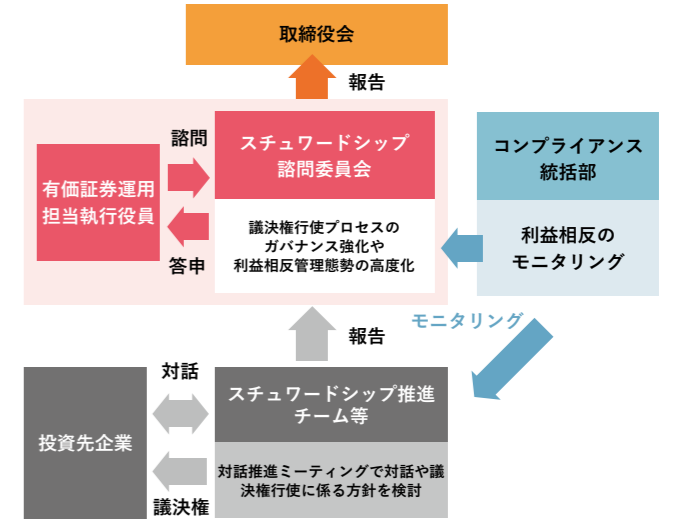 取締役会
報告
諮問
スチュワードシップ
諮問委員会
コンプライアンス
統括部
有価証券運用
担当執行役員
議決権行使プロセスの
ガバナンス強化や
利益相反管理態勢の高度化
利益相反の
モニタリング
答申
モニタリング
報告
対話
スチュワードシップ推進
チーム等
投資先企業
対話推進ミーティングで対話や議
決権行使に係る方針を検討
議決権